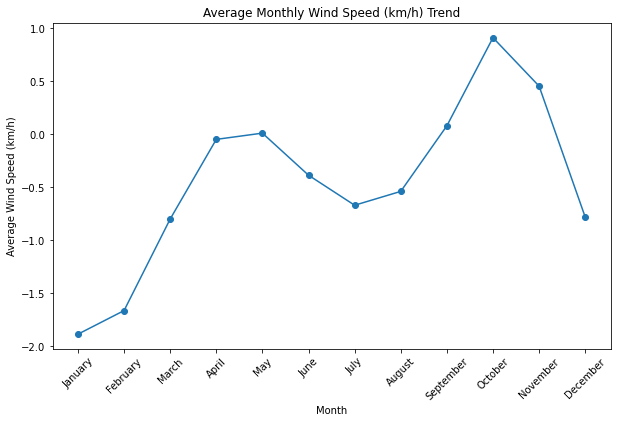 Average Monthly Wind Speed (km/h) Trend
Average Wind Speed (km/h)
1.0
0.5
0.0
−0.5
−1.0
−1.5
−2.0
January
February
March
April
May
June
July
August
September
October
November
December
Month